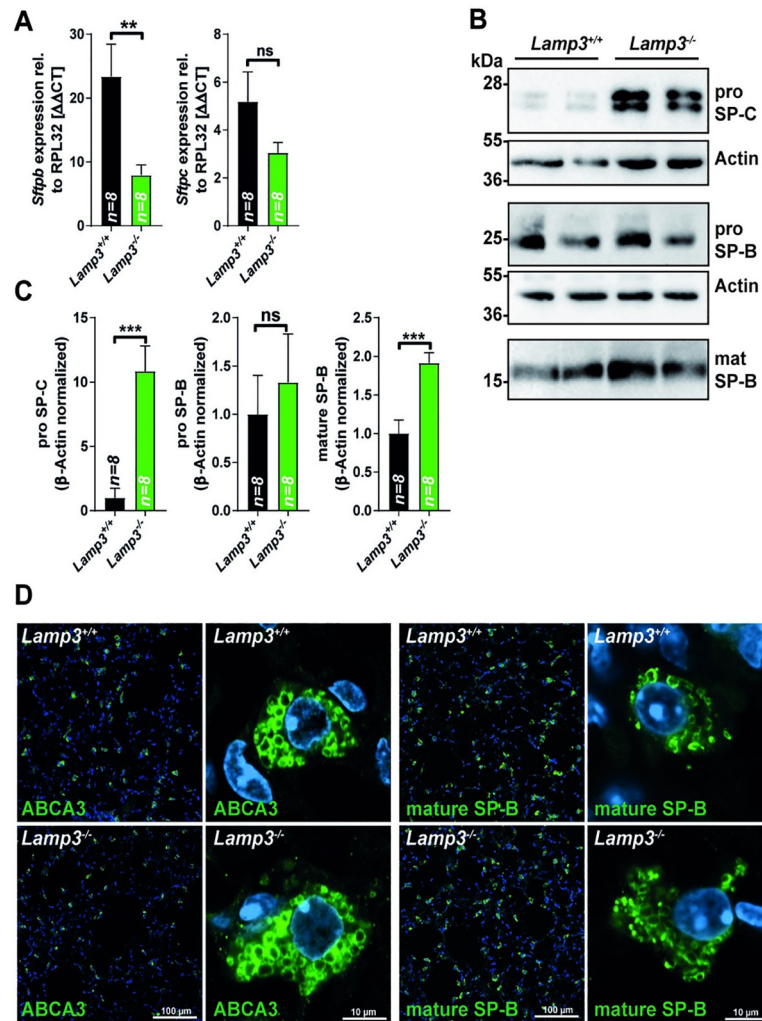 A
Sftpb expression rel.
to RPL32 [ΔΔCT]
30
20
10
0
**
n=8
n=8
Lamp3+/+
Lamp3-/-
Sftpc expression rel.
to RPL32 [ΔΔCT]
8
6
4
2
0
ns
n=8
n=8
Lamp3+/+
Lamp3-/-
B
Lamp3+/+
Lamp3-/-
kDa
28
pro
SP-C
55
36
Actin
25
pro
SP-B
55
36
Actin
15
mat
SP-B
C
pro SP-C
(β-Actin normalized)
15
10
5
0
***
n=8
n=8
Lamp3+/+
Lamp3-/-
pro SP-B
(β-Actin normalized)
2.0
1.5
1.0
0.5
0.0
ns
n=8
n=8
Lamp3+/+
Lamp3-/-
mature SP-B
(β-Actin normalized)
2.5
2.0
1.5
1.0
0.5
0.0
***
n=8
n=8
Lamp3+/+
Lamp3-/-
D
Lamp3+/+
ABCA3
Lamp3+/+
ABCA3
Lamp3+/+
mature SP-B
Lamp3+/+
mature SP-B
Lamp3-/-
ABCA3
100 µm
Lamp3-/-
ABCA3
10 µm
Lamp3-/-
mature SP-B
100 µm
Lamp3-/-
mature SP-B
10 µm